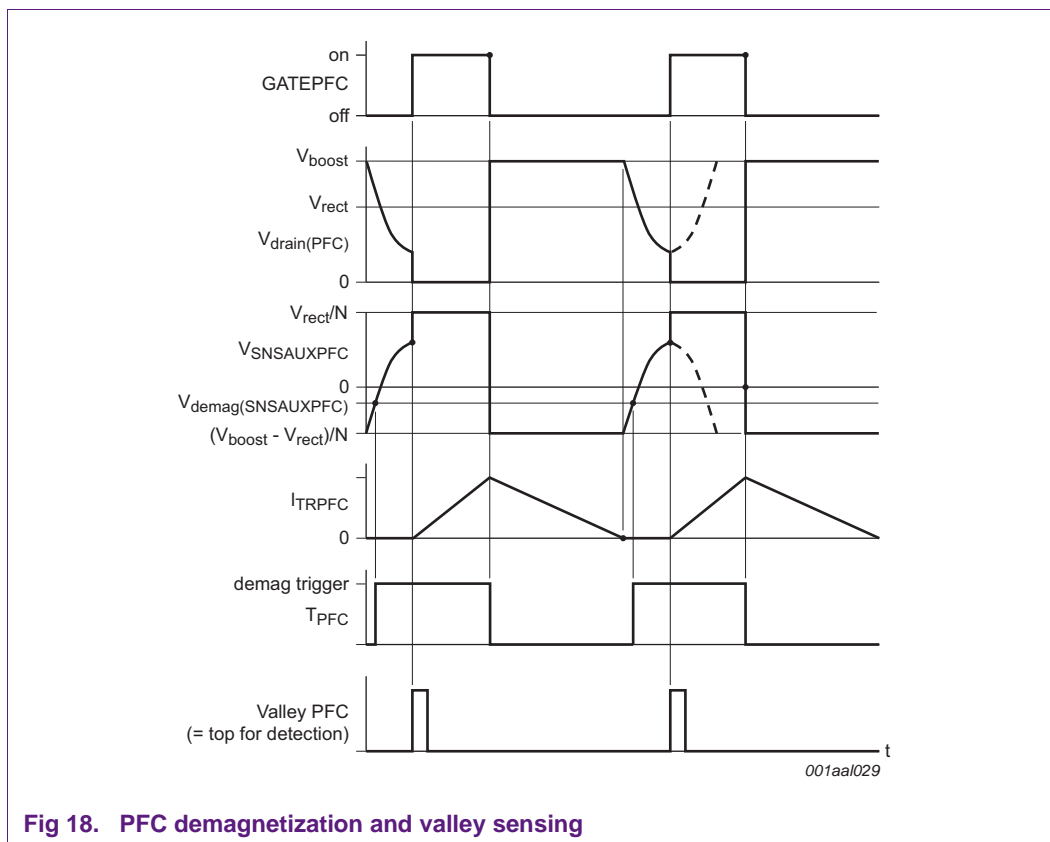 on
GATEPFC
off
Vboost
Vrect
Vdrain(PFC)
0
Vrect/N
VSNSAUXPFC
0
Vdemag(SNSAUXPFC)
(Vboost - Vrect)/N
ITRPFC
0
demag trigger
TPFC
Valley PFC
(= top for detection)
t
001aal029
Fig 18. PFC demagnetization and valley sensing